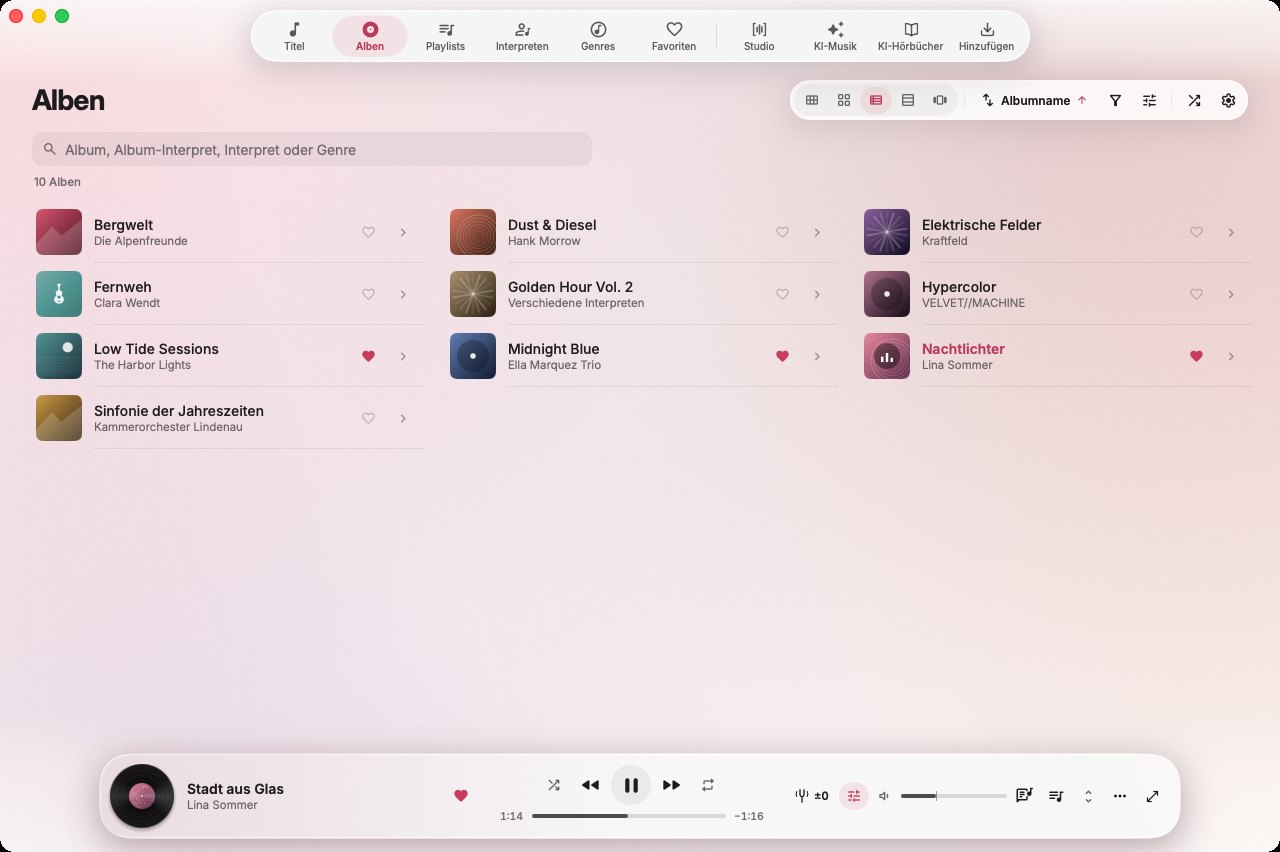 Titel
Alben
Playlists
Interpreten
Genres
Favoriten
Studio
KI-Musik
KI-Hörbücher
Hinzufügen
Alben
Albumname
Album, Album-Interpret, Interpret oder Genre
10 Alben
Bergwelt
Die Alpenfreunde
Dust & Diesel
Hank Morrow
Elektrische Felder
Kraftfeld
Fernweh
Clara Wendt
Golden Hour Vol. 2
Verschiedene Interpreten
Hypercolor
VELVET//MACHINE
Low Tide Sessions
The Harbor Lights
Midnight Blue
Ella Marquez Trio
Nachtlichter
Lina Sommer
Sinfonie der Jahreszeiten
Kammerorchester Lindenau
Stadt aus Glas
Lina Sommer
1:14
−1:16
±0